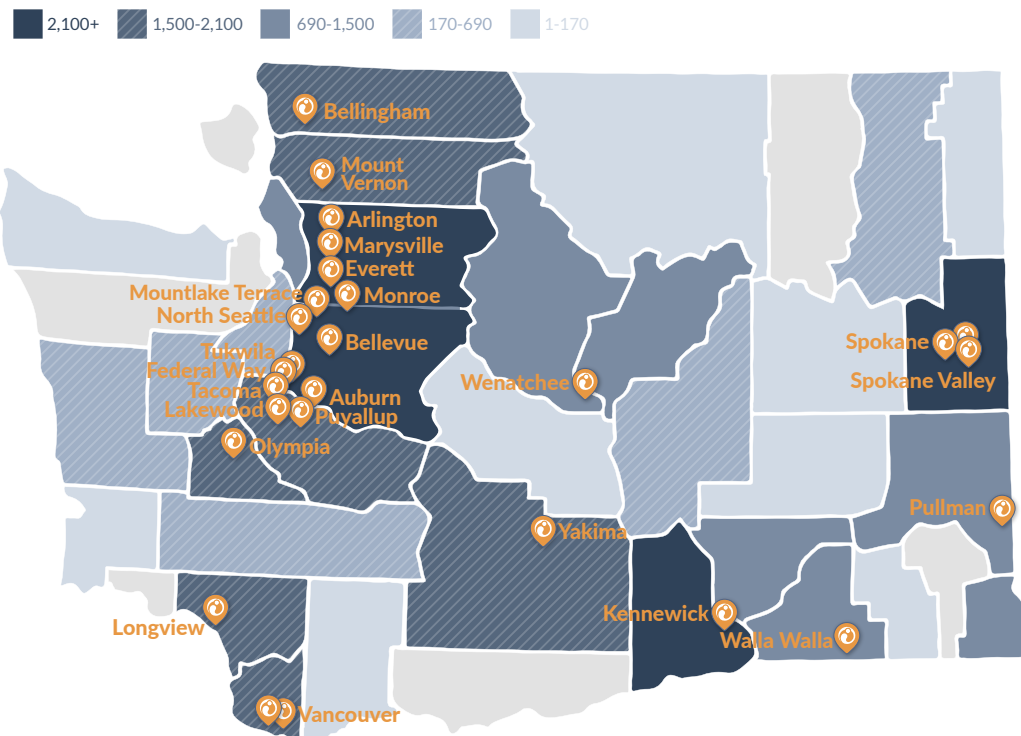 2,100+
1,500-2,100
690-1,500
170-690
1-170
Bellingham
Mount
Vernon
Arlington
Marysville
Everett
Mountlake Terrace
Monroe
North Seattle
Bellevue
Spokane
Tukwila
Federal Way
Spokane Valley
Wenatchee
Tacoma
Auburn
Lakewood
Puyallup
Olympia
Pullman
Yakima
Kennewick
Longview
Walla Walla
Vancouver